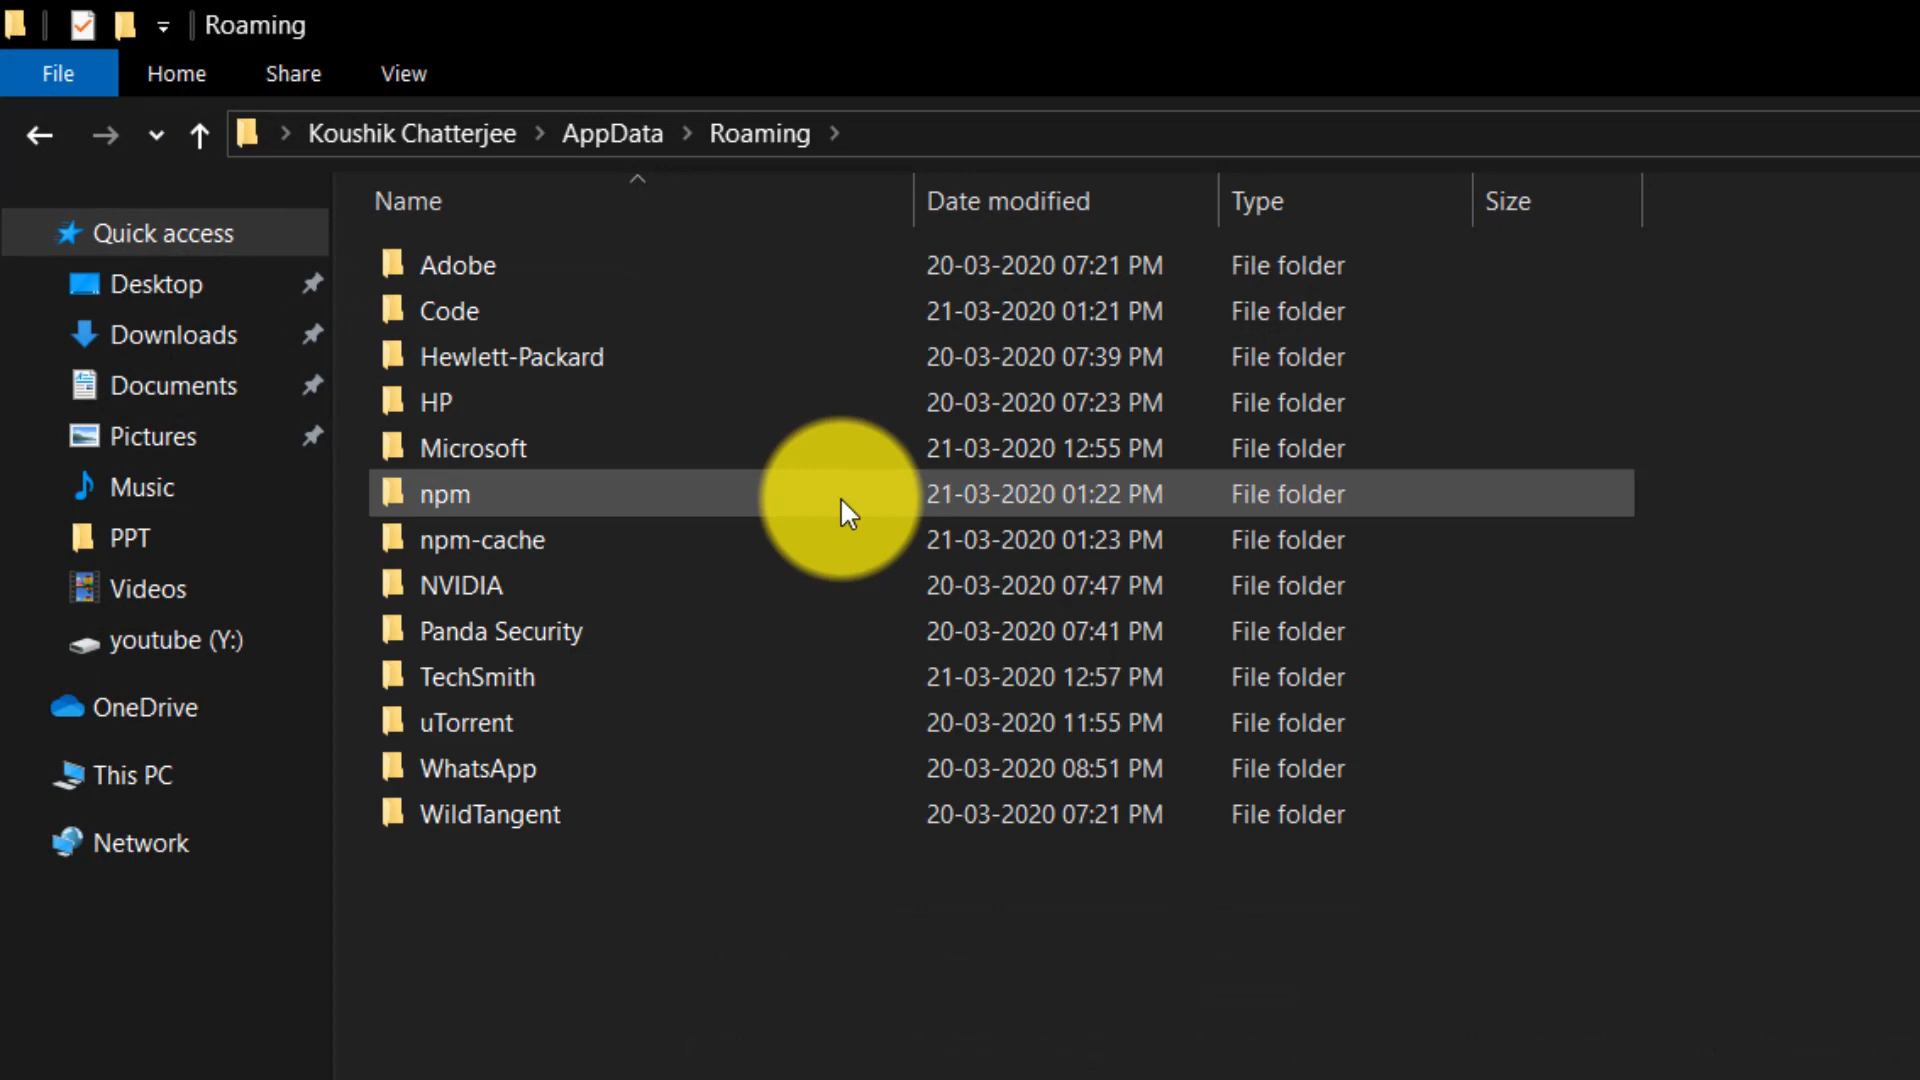 Roaming
File Home Share View
Koushik Chatterjee AppData Roaming
Name Date modified Type Size
Quick access
Desktop
Downloads
Documents
Pictures
Music
PPT
Videos
youtube (Y:)
OneDrive
This PC
Network
Adobe 20-03-2020 07:21 PM File folder
Code 21-03-2020 01:21 PM File folder
Hewlett-Packard 20-03-2020 07:39 PM File folder
HP 20-03-2020 07:23 PM File folder
Microsoft 21-03-2020 12:55 PM File folder
npm 21-03-2020 01:22 PM File folder
npm-cache 21-03-2020 01:23 PM File folder
NVIDIA 20-03-2020 07:47 PM File folder
Panda Security 20-03-2020 07:41 PM File folder
TechSmith 21-03-2020 12:57 PM File folder
uTorrent 20-03-2020 11:55 PM File folder
WhatsApp 20-03-2020 08:51 PM File folder
WildTangent 20-03-2020 07:21 PM File folder